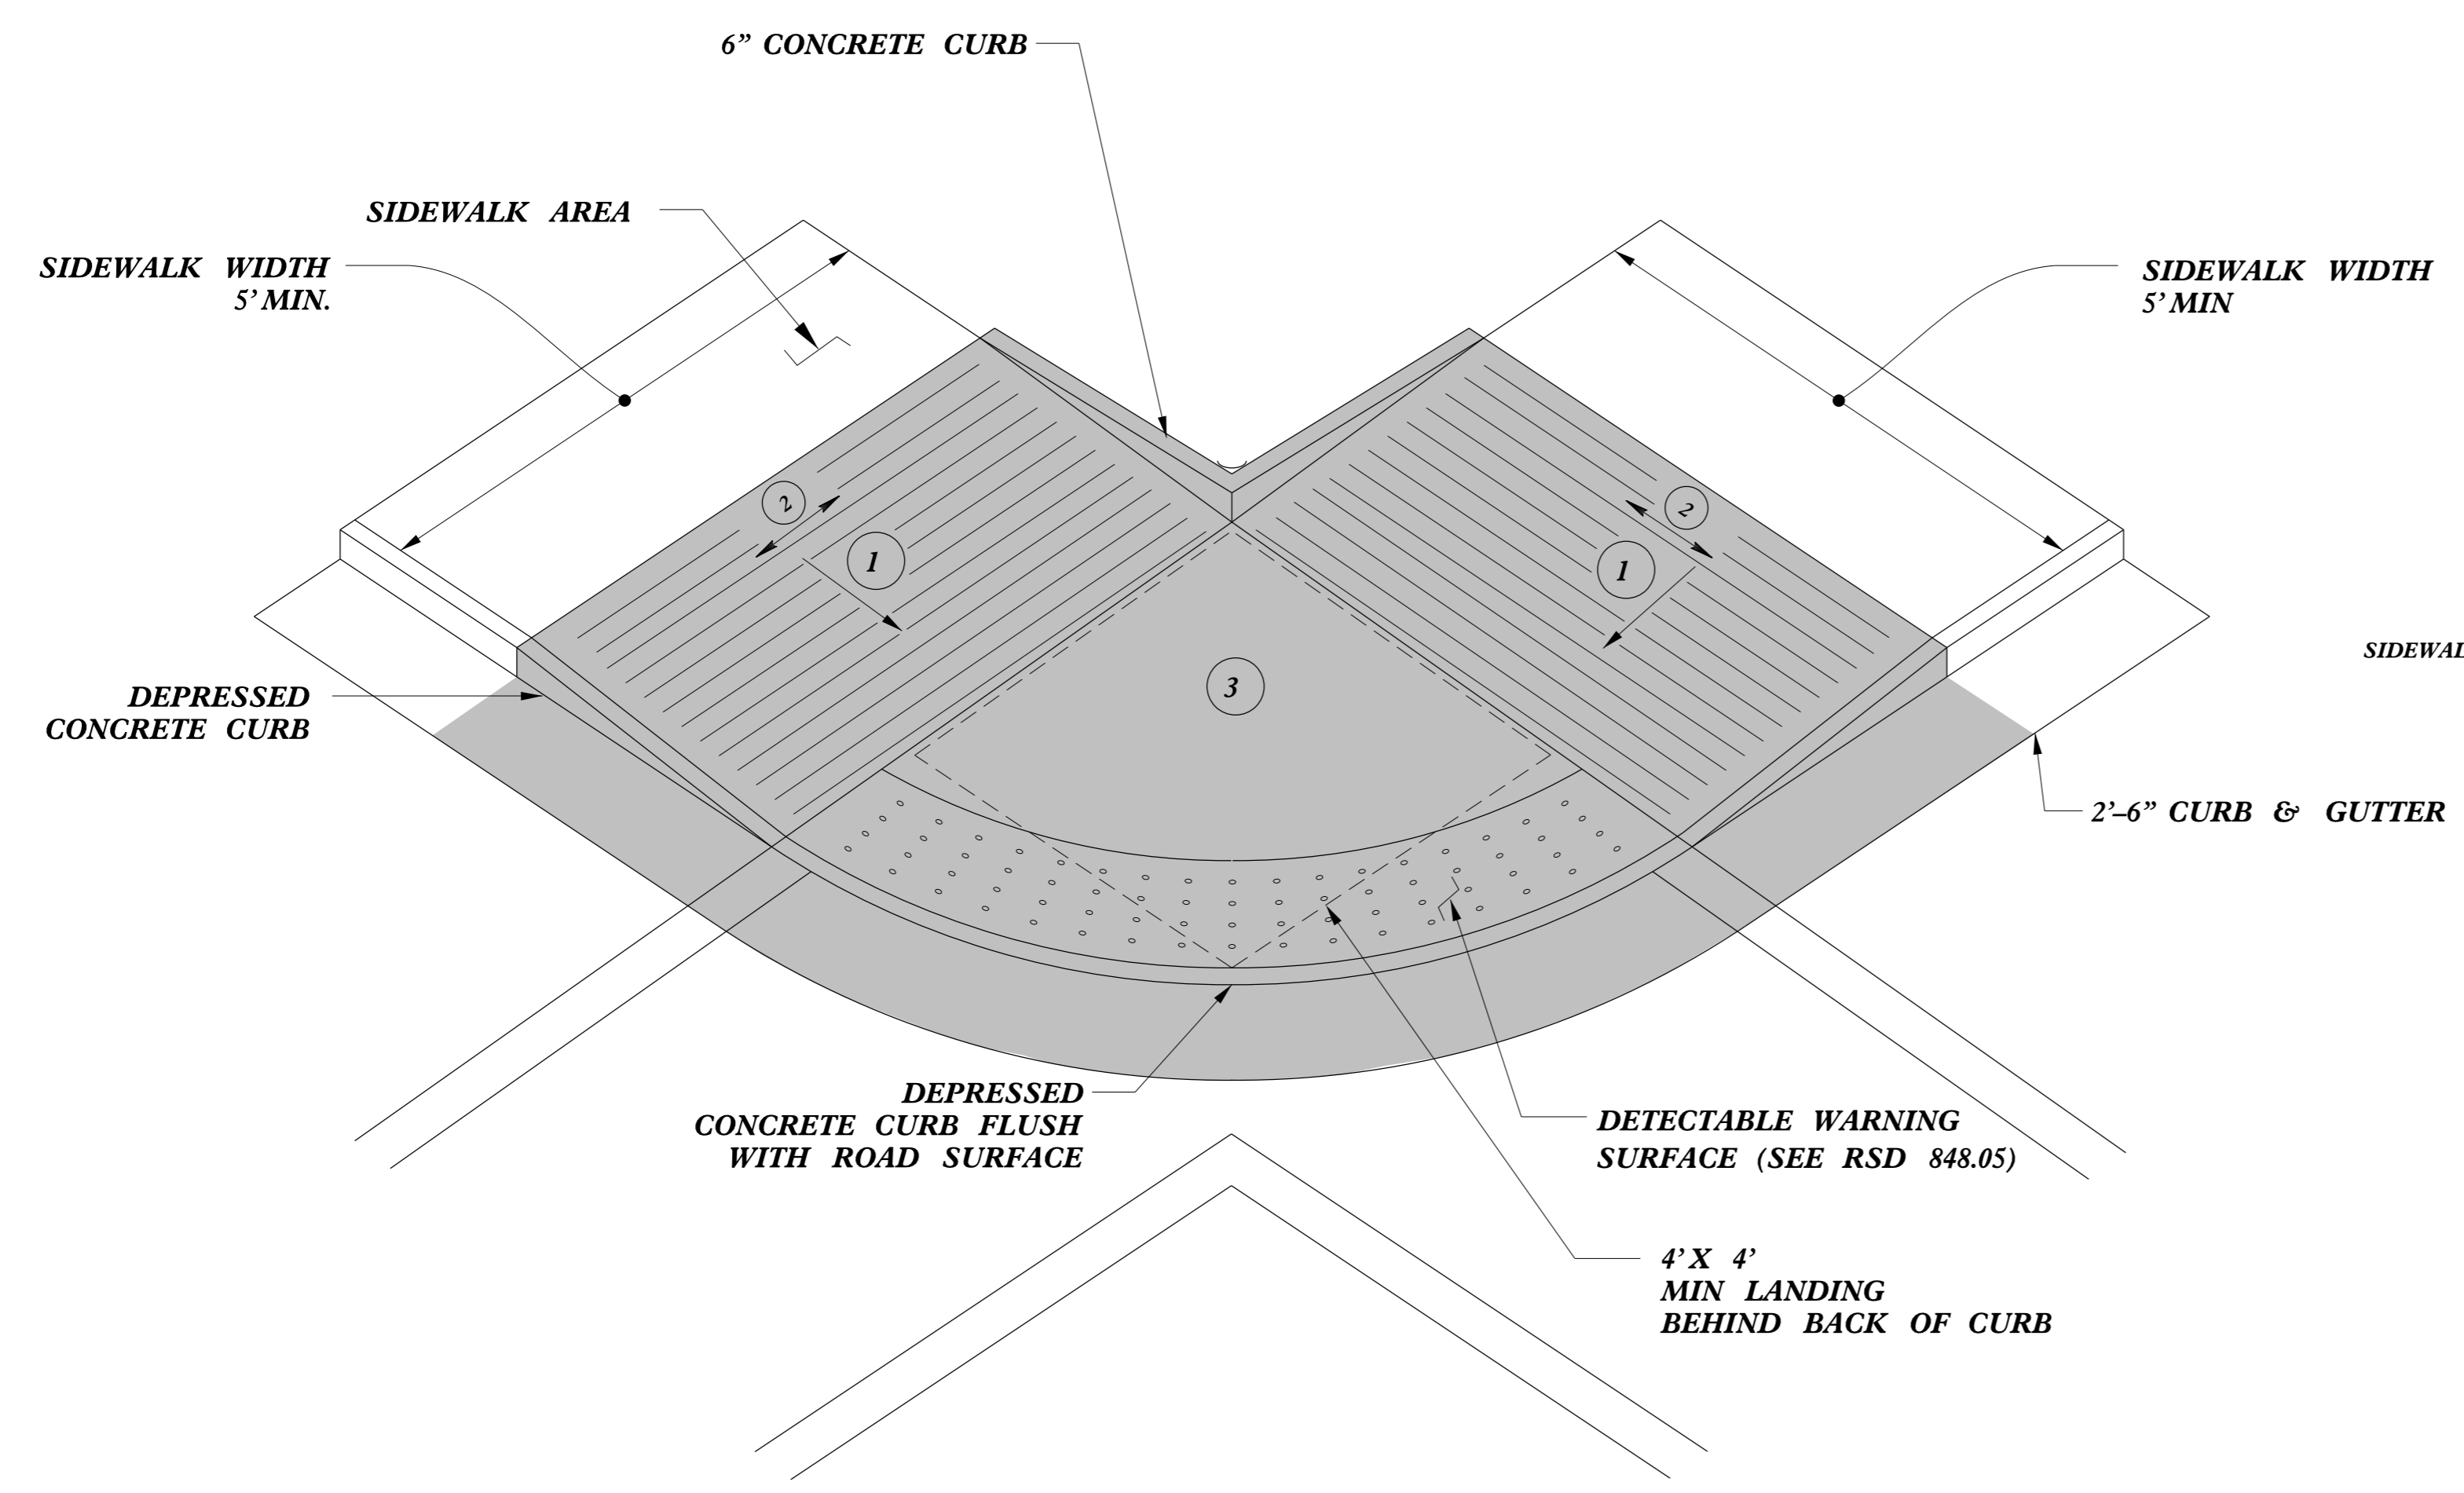 6” CONCRETE CURB
SIDEWALK AREA
SIDEWALK WIDTH
5’ MIN.
SIDEWALK WIDTH
5’ MIN
2
1
2
1
3
SIDEWAL
DEPRESSED
CONCRETE CURB
2’–6” CURB & GUTTER
DEPRESSED
CONCRETE CURB FLUSH
WITH ROAD SURFACE
DETECTABLE WARNING
SURFACE (SEE RSD 848.05)
4’ X 4’
MIN LANDING
BEHIND BACK OF CURB